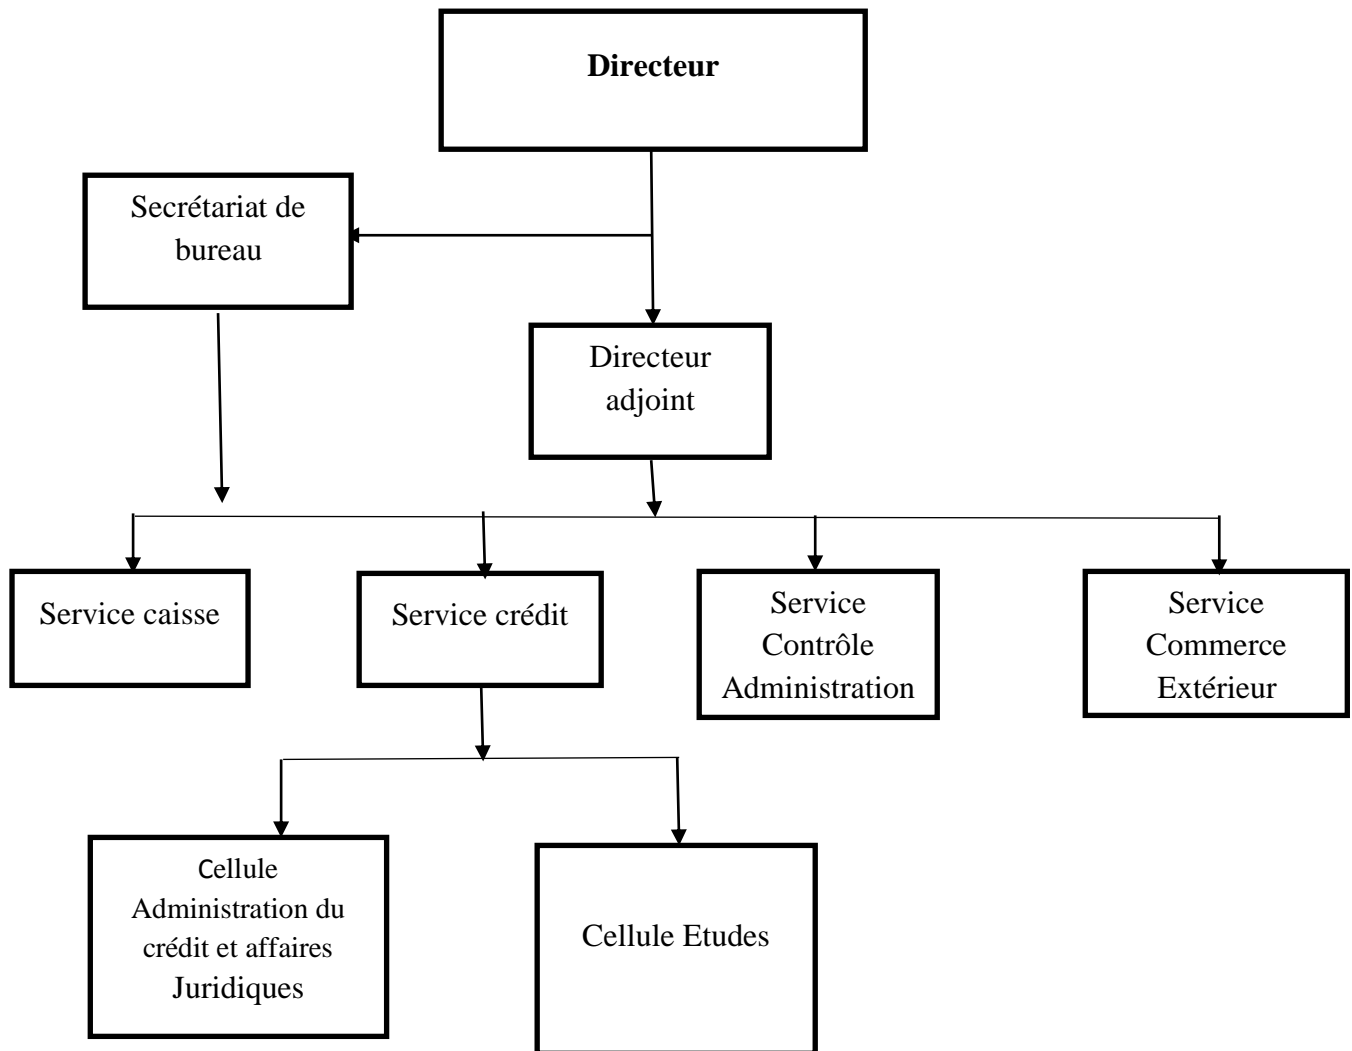 Directeur
Secrétariat de
bureau
Directeur
adjoint
Service caisse
Service crédit
Service
Contrôle
Administration
Service
Commerce
Extérieur
Cellule
Administration du
crédit et affaires
Juridiques
Cellule Etudes